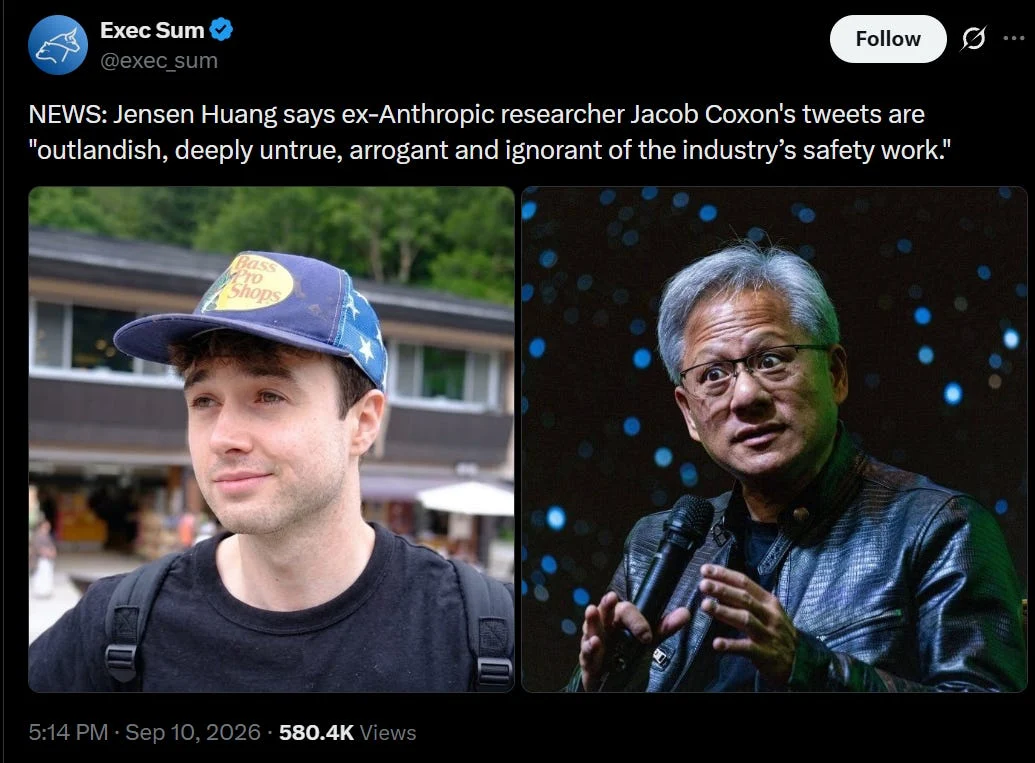 Exec Sum
@exec_sum
Follow
NEWS: Jensen Huang says ex-Anthropic researcher Jacob Coxon's tweets are
"outlandish, deeply untrue, arrogant and ignorant of the industry’s safety work."
Bass
Pro
Shops
5:14 PM · Sep 10, 2026 · 580.4K Views